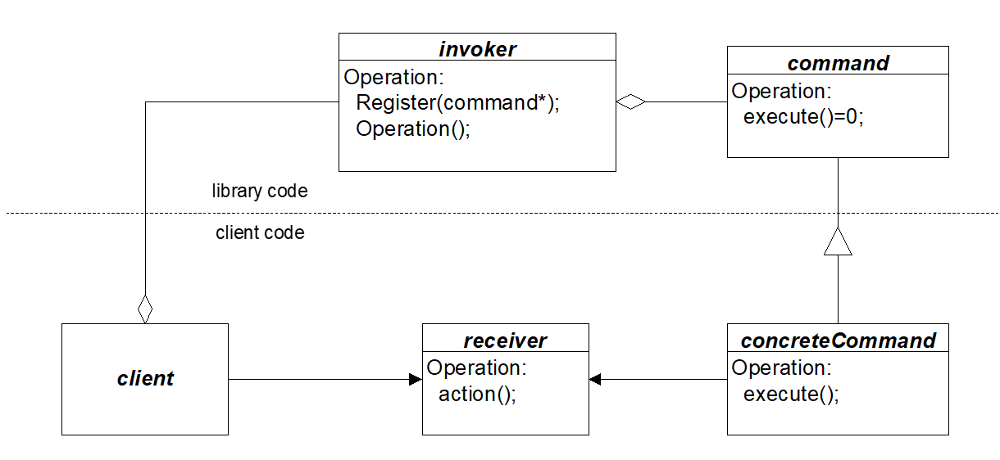 invoker
Operation:
Register(command*);
Operation();
command
Operation:
execute()=0;
library code
client code
client
receiver
Operation:
action();
concreteCommand
Operation:
execute();